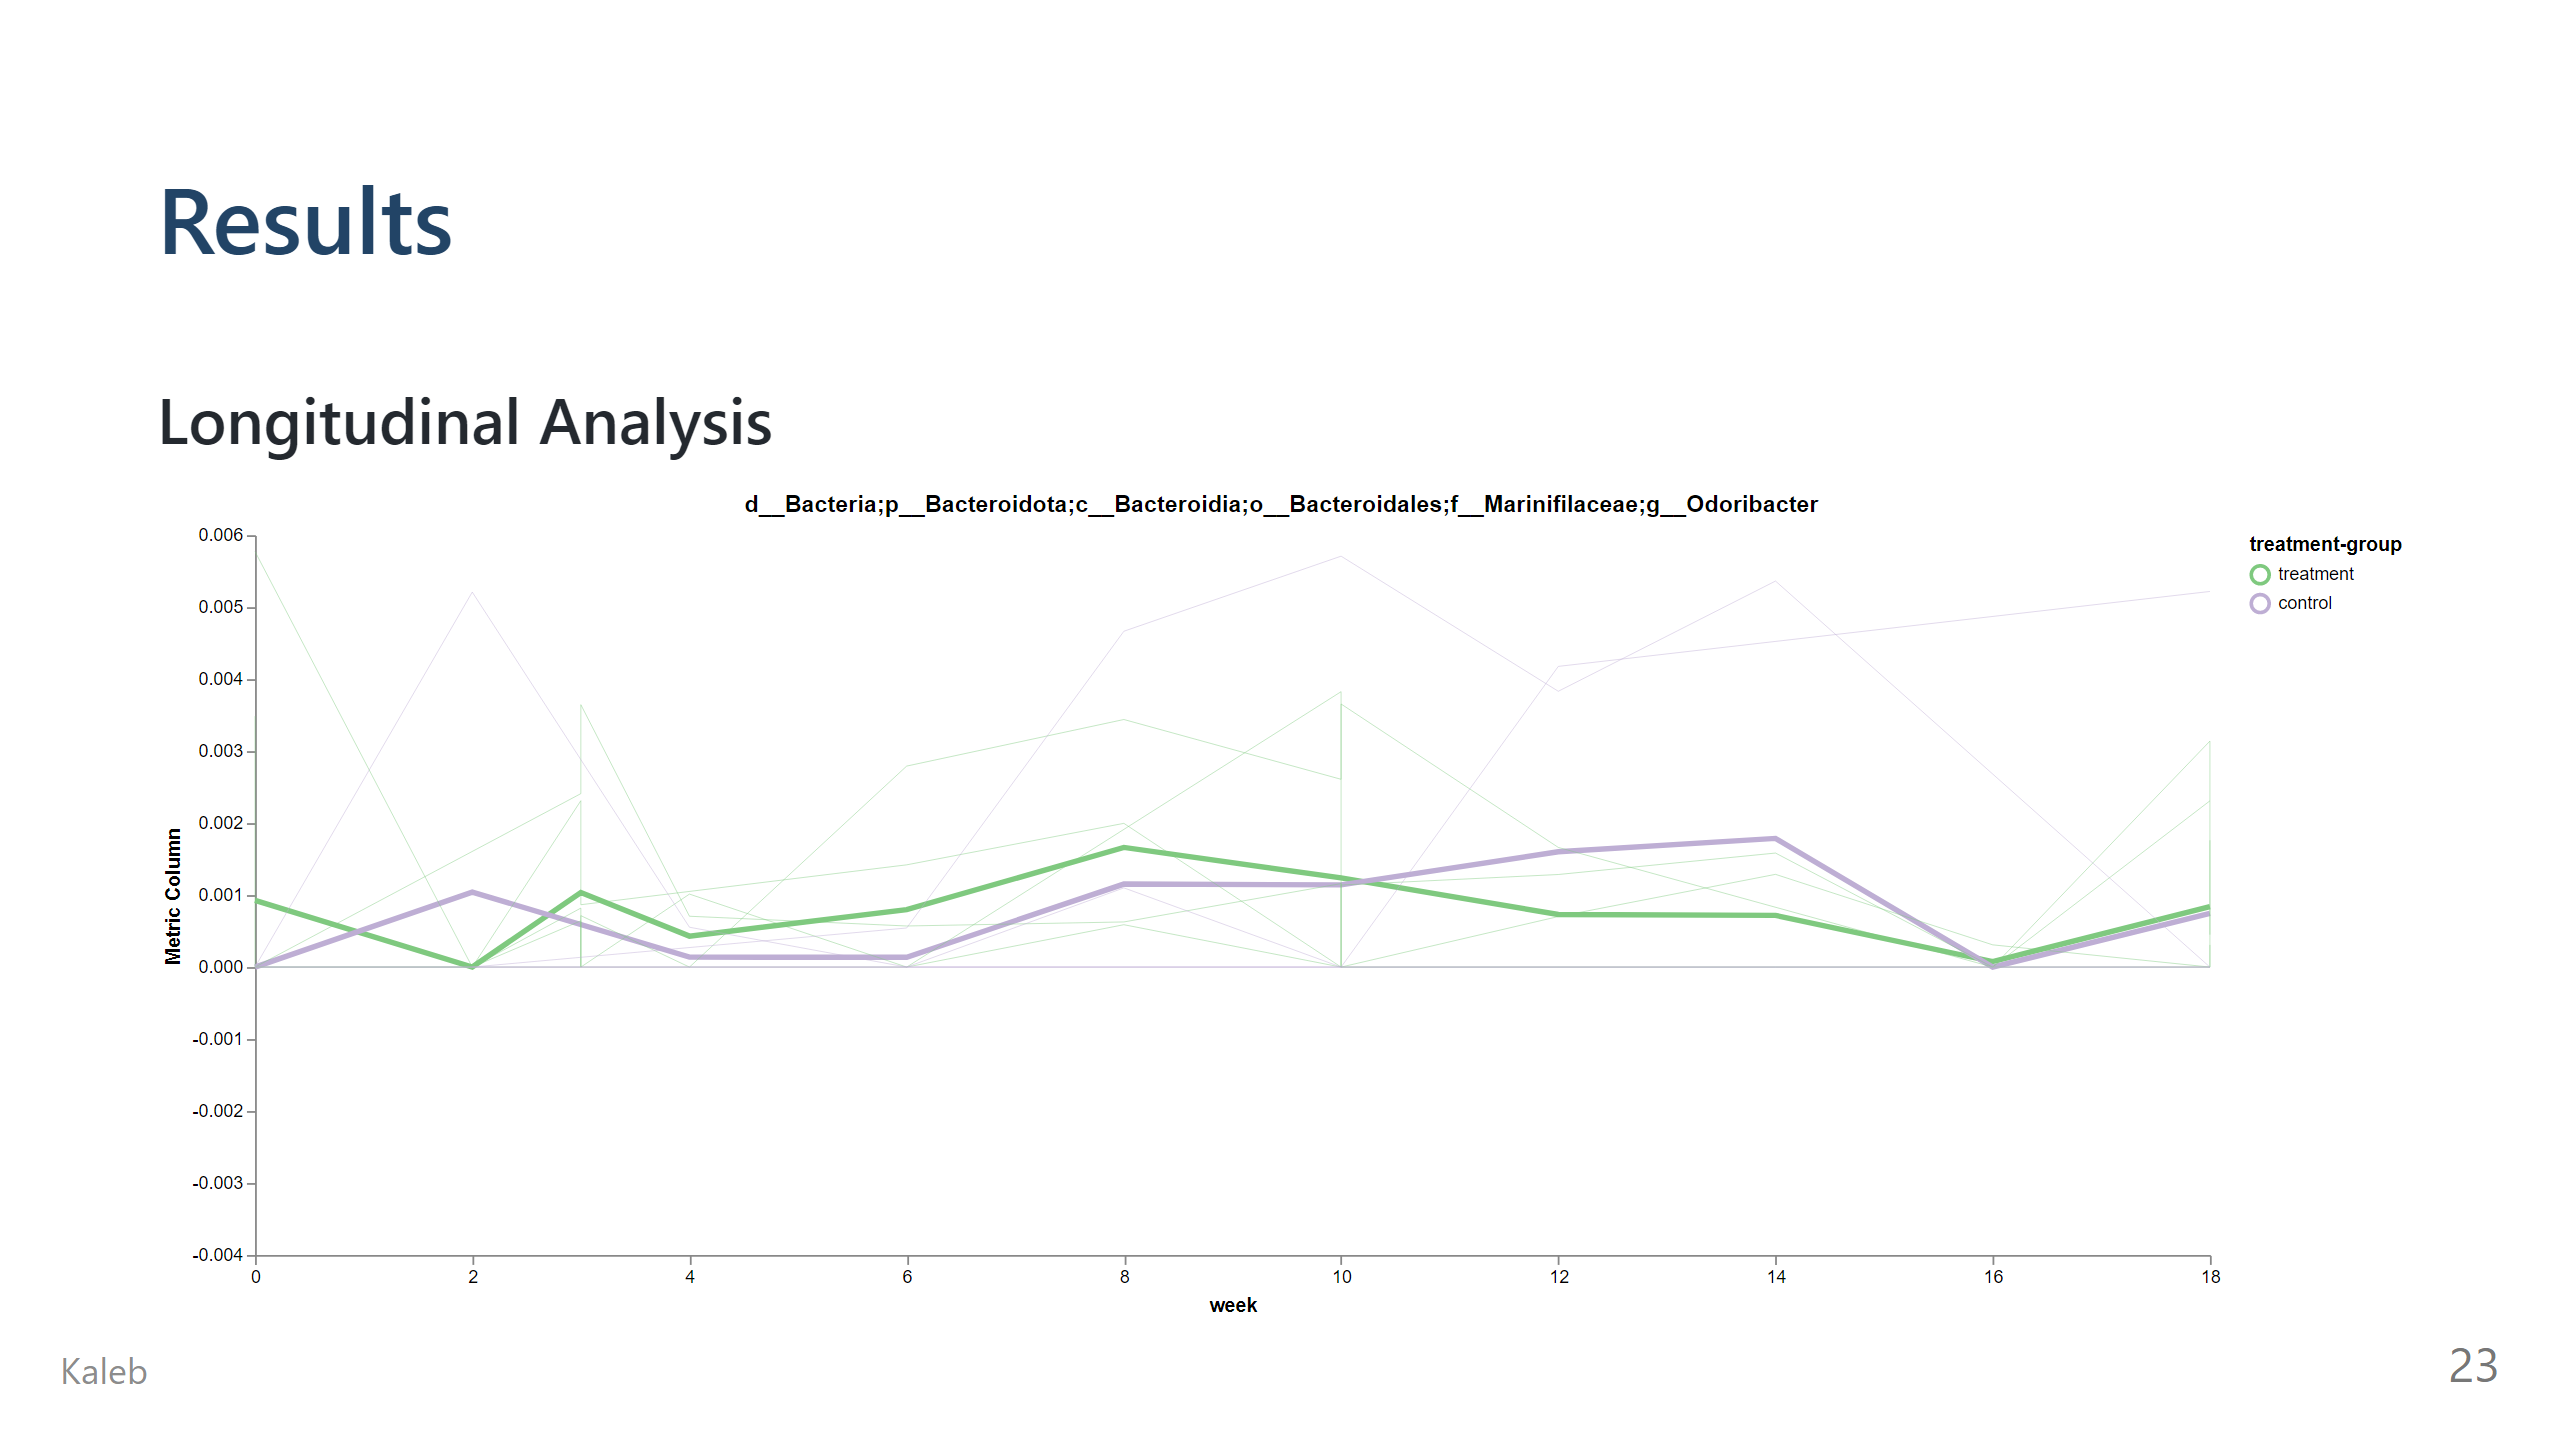 Results
Longitudinal Analysis
d__Bacteria;p__Bacteroidota;c__Bacteroidia;o__Bacteroidales;f__Marinifilaceae;g__Odoribacter
treatment-group
treatment
control
Metric Column
0.006
0.005
0.004
0.003
0.002
0.001
0.000
-0.001
-0.002
-0.003
-0.004
0 2 4 6 8 10 12 14 16 18
week
Kaleb
23